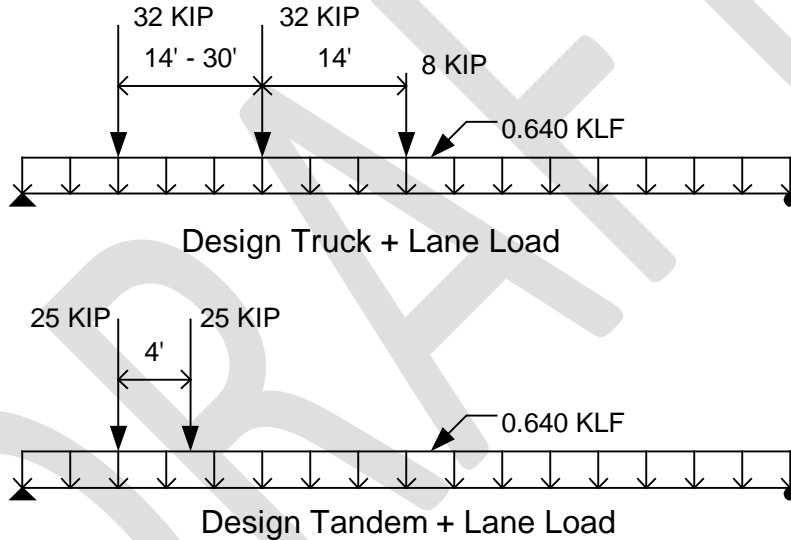 32 KIP 32 KIP
14' - 30' 14' 8 KIP
0.640 KLF
Design Truck + Lane Load
25 KIP 25 KIP
4'
0.640 KLF
Design Tandem + Lane Load
DRAFT